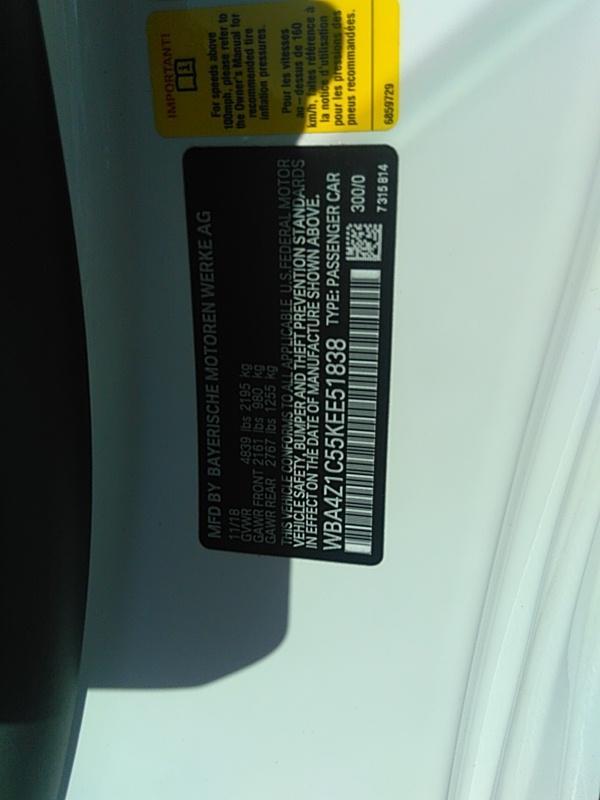 IMPORTANT!
For speeds above
100mph, please refer to
the Owner's Manual for
recommended tire
inflation pressures.
Pour les vitesses
au-dessus de 160
km/h, faites référence à
la notice d'utilisation
pour les pressions des
pneus recommandées.
6859729
MFD BY BAYERISCHE MOTOREN WERKE AG
11/18
GVWR 4839 lbs 2195 kg
GAWR FRONT 2161 lbs 980 kg
GAWR REAR 2767 lbs 1255 kg
THIS VEHICLE CONFORMS TO ALL APPLICABLE U.S.FEDERAL MOTOR
VEHICLE SAFETY, BUMPER AND THEFT PREVENTION STANDARDS
IN EFFECT ON THE DATE OF MANUFACTURE SHOWN ABOVE.
WBA4Z1C55KEE51838 TYPE: PASSENGER CAR
300/0
7315814